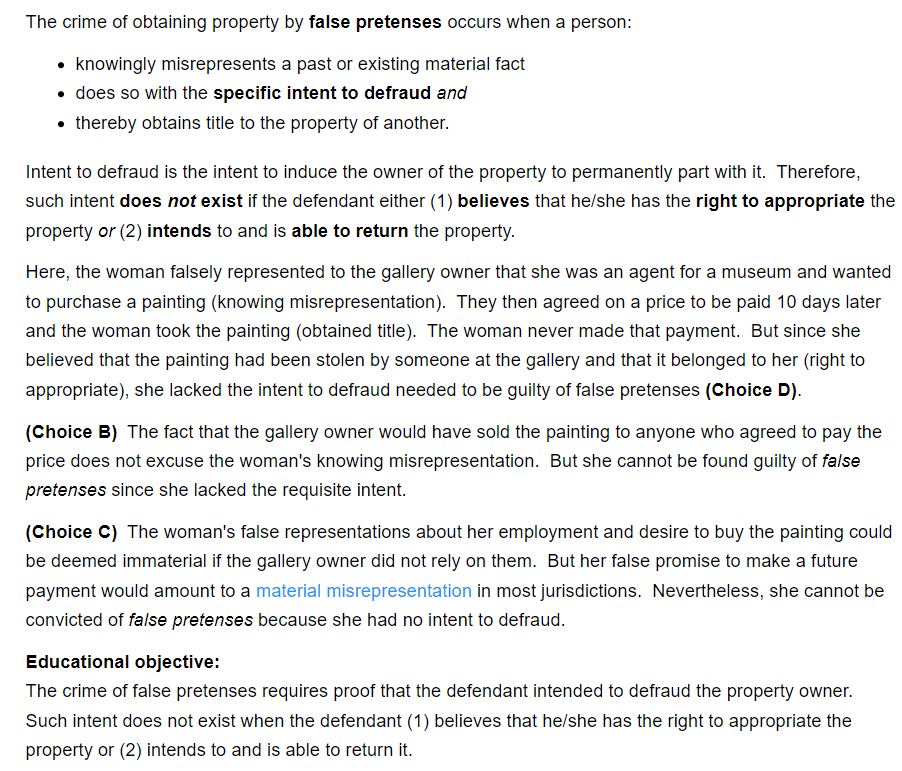 The crime of obtaining property by false pretenses occurs when a person:
• knowingly misrepresents a past or existing material fact
• does so with the specific intent to defraud and
• thereby obtains title to the property of another.
Intent to defraud is the intent to induce the owner of the property to permanently part with it.  Therefore,
such intent does not exist if the defendant either (1) believes that he/she has the right to appropriate the
property or (2) intends to and is able to return the property.
Here, the woman falsely represented to the gallery owner that she was an agent for a museum and wanted
to purchase a painting (knowing misrepresentation).  They then agreed on a price to be paid 10 days later
and the woman took the painting (obtained title).  The woman never made that payment.  But since she
believed that the painting had been stolen by someone at the gallery and that it belonged to her (right to
appropriate), she lacked the intent to defraud needed to be guilty of false pretenses (Choice D).
(Choice B)  The fact that the gallery owner would have sold the painting to anyone who agreed to pay the
price does not excuse the woman's knowing misrepresentation.  But she cannot be found guilty of false
pretenses since she lacked the requisite intent.
(Choice C)  The woman's false representations about her employment and desire to buy the painting could
be deemed immaterial if the gallery owner did not rely on them.  But her false promise to make a future
payment would amount to a material misrepresentation in most jurisdictions.  Nevertheless, she cannot be
convicted of false pretenses because she had no intent to defraud.
Educational objective:
The crime of false pretenses requires proof that the defendant intended to defraud the property owner.
Such intent does not exist when the defendant (1) believes that he/she has the right to appropriate the
property or (2) intends to and is able to return it.